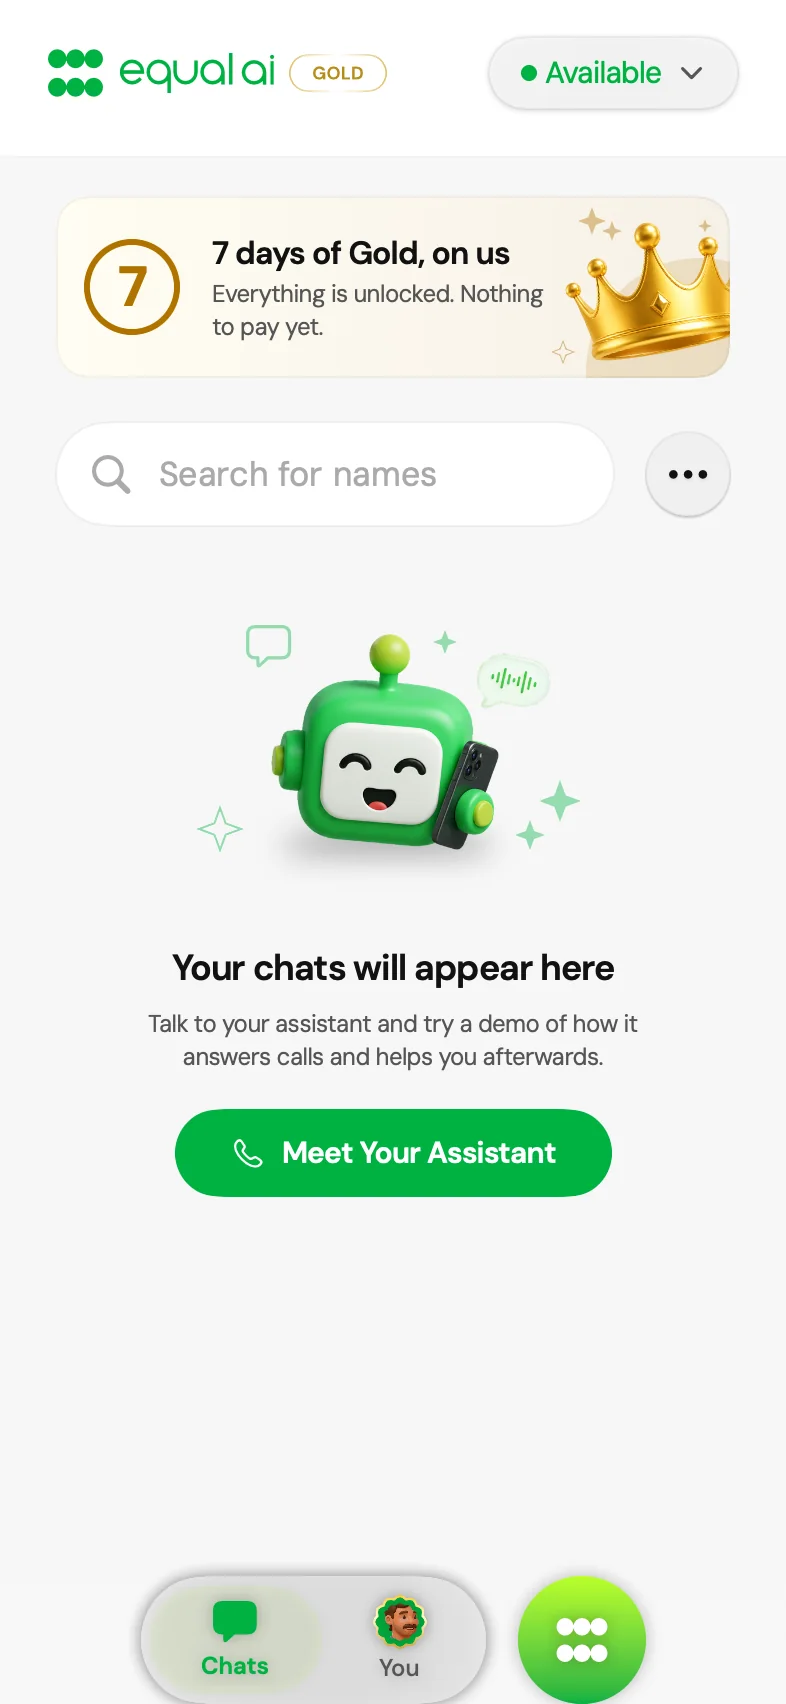 equal ai GOLD
Available
7
7 days of Gold, on us
Everything is unlocked. Nothing
to pay yet.
Search for names
Your chats will appear here
Talk to your assistant and try a demo of how it
answers calls and helps you afterwards.
Meet Your Assistant
Chats
You